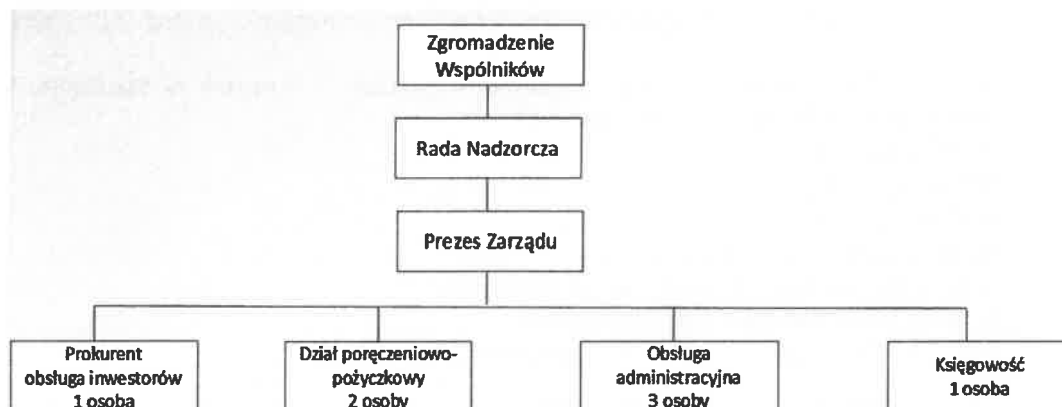 Zgromadzenie
Wspólników
Rada Nadzorcza
Prezes Zarządu
Prokurent
obsługa inwestorów
1 osoba
Dział poręczeniowo-
pożyczkowy
2 osoby
Obsługa
administracyjna
3 osoby
Księgowość
1 osoba